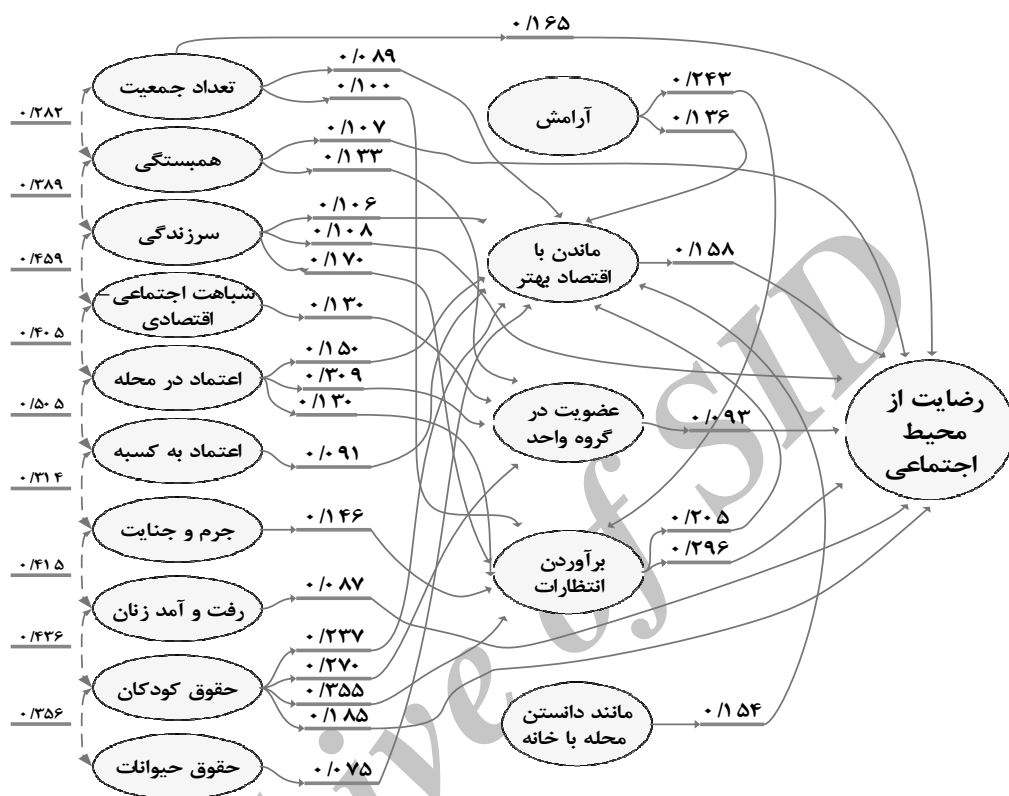 ۰/۱۶۵
تعداد جمعیت
۰/۰۸۹
۰/۱۰۰
آرامش
۰/۲۴۳
۰/۱۳۶
۰/۲۸۲
همبستگی
۰/۱۰۷
۰/۱۳۳
۰/۳۸۹
سرزندگی
۰/۱۰۶
۰/۱۰۸
۰/۱۷۰
ماندن با
اقتصاد بهتر
۰/۱۵۸
۰/۴۵۹
شباهت اجتماعی
اقتصادی
۰/۱۳۰
۰/۴۰۵
اعتماد در محله
۰/۱۵۰
۰/۳۰۹
۰/۱۳۰
عضویت در
گروه واحد
۰/۰۹۳
رضایت از
محیط
اجتماعی
۰/۵۰۵
اعتماد به کسبه
۰/۰۹۱
۰/۳۱۴
جرم و جنایت
۰/۱۴۶
برآوردن
انتظارات
۰/۲۰۵
۰/۲۹۶
۰/۴۱۵
رفت و آمد زنان
۰/۰۸۷
۰/۴۳۶
حقوق کودکان
۰/۲۳۷
۰/۲۷۰
۰/۳۵۵
۰/۱۸۵
مانند دانستن
محله با خانه
۰/۱۵۴
۰/۳۵۶
حقوق حیوانات
۰/۰۷۵
ive of SID